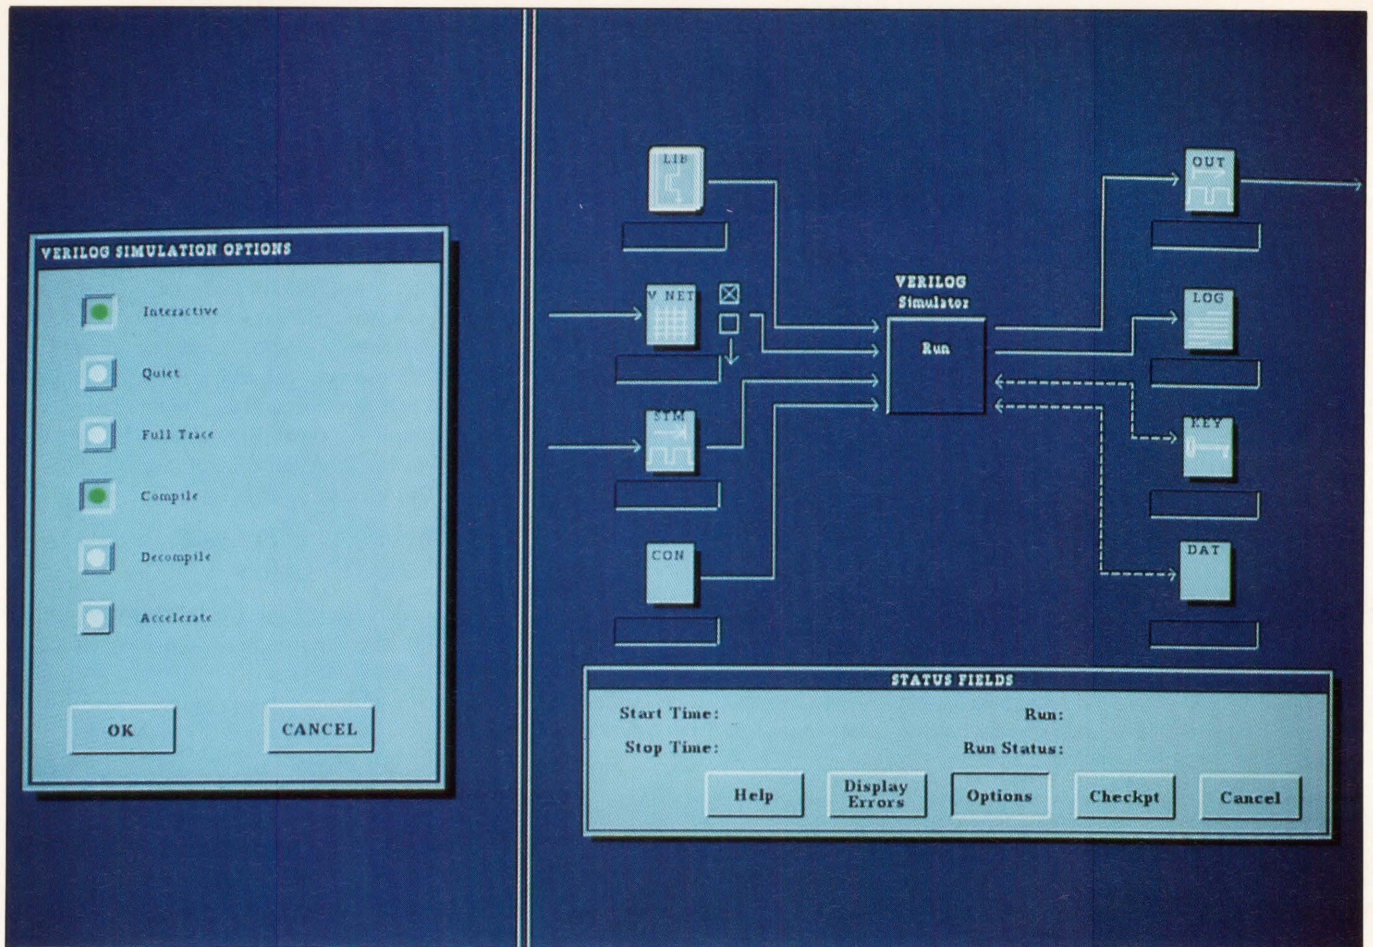 VERILOG SIMULATION OPTIONS
Interactive
Quiet
Full Trace
Compile
Decompile
Accelerate
OK
CANCEL
LIB
V NET
STM
CON
VERILOG
Simulator
Run
OUT
LOG
KEY
DAT
STATUS FIELDS
Start Time:
Run:
Stop Time:
Run Status:
Help
Display
Errors
Options
Checkpt
Cancel